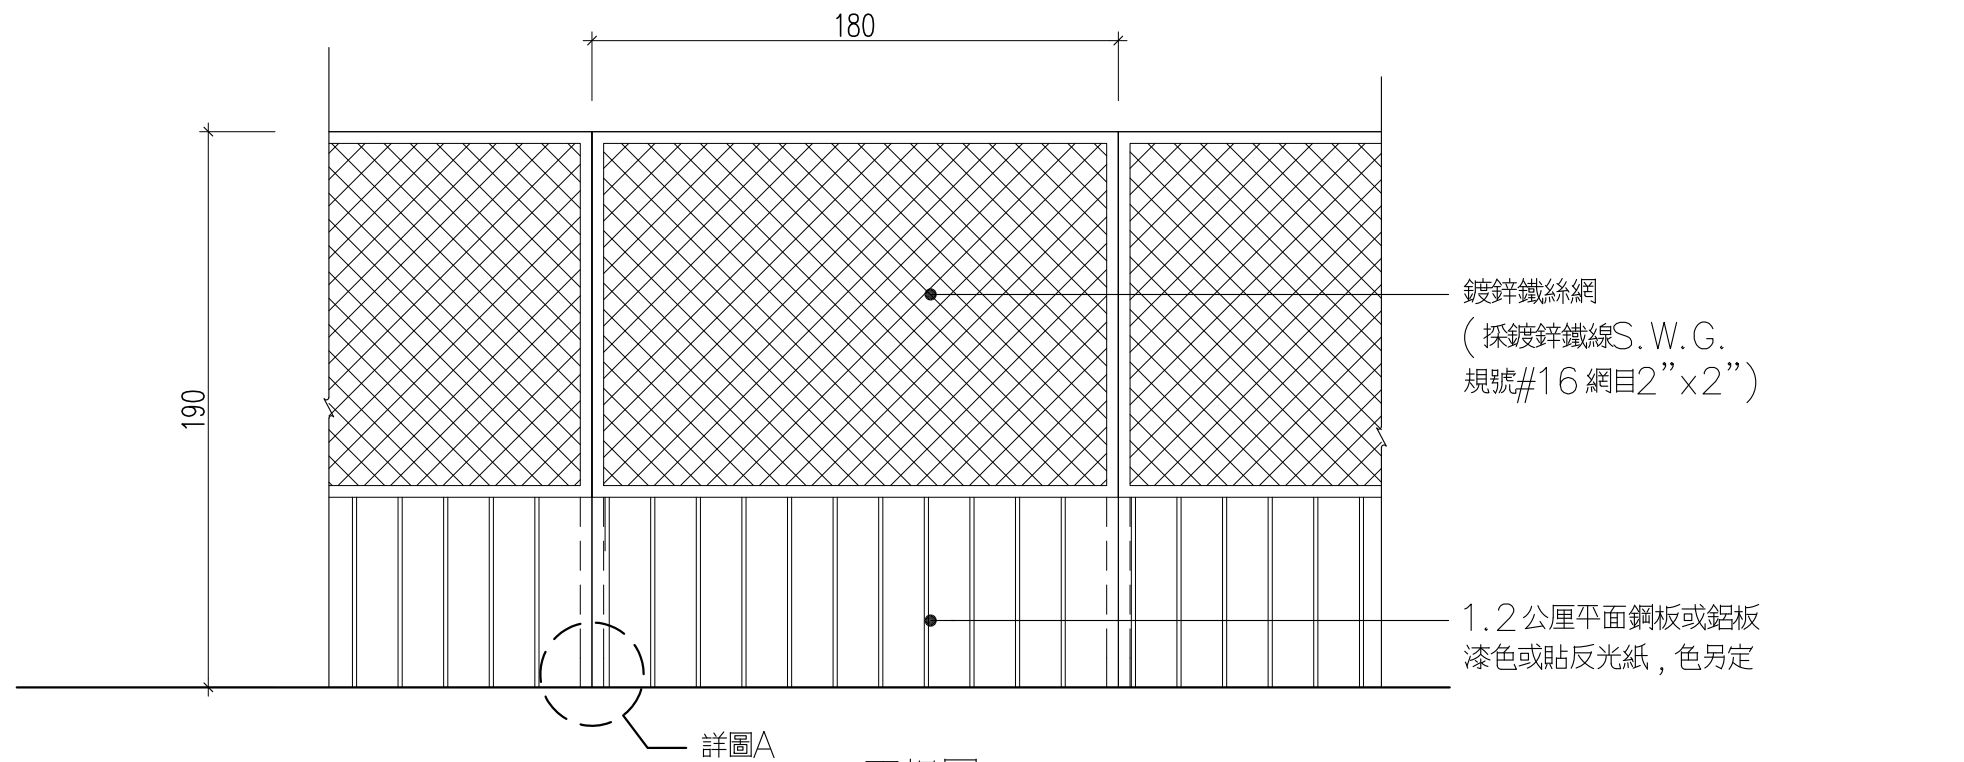 180
190
鍍鋅鐵絲網
(採鍍鋅鐵線S.W.G.
規號#16網目2”x2”)
1.2公厘平面鋼板或鋁板
漆色或貼反光紙,色另定
詳圖A